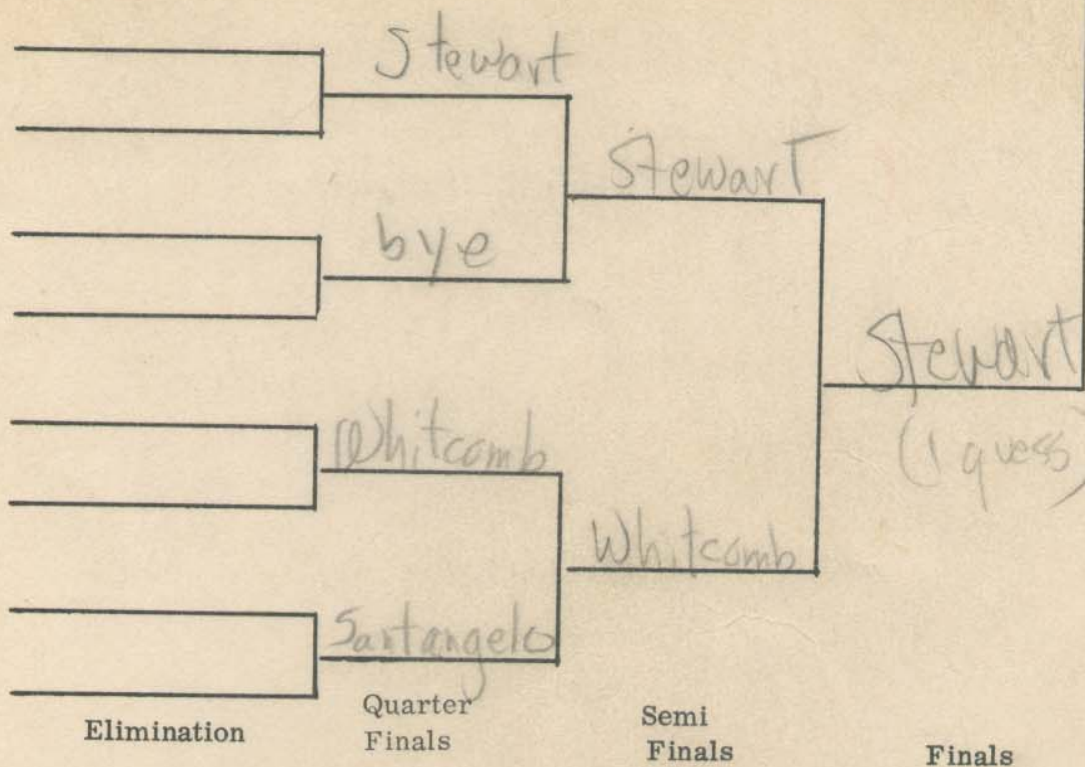 Stewart
Stewart
bye
Stewart
(I guess)
Whitcomb
Whitcomb
Santangelo
Elimination
Quarter
Finals
Semi
Finals
Finals